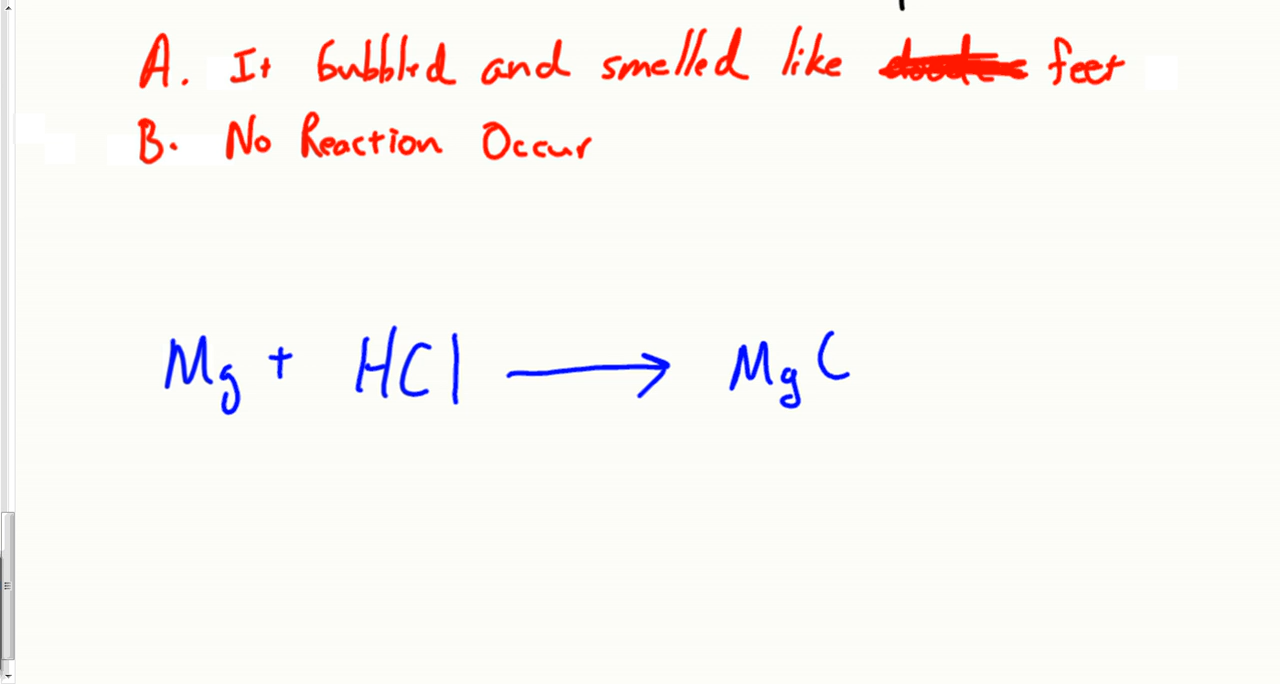 A. It bubbled and smelled like feet
B. No Reaction Occur
Mg + HCl → MgC